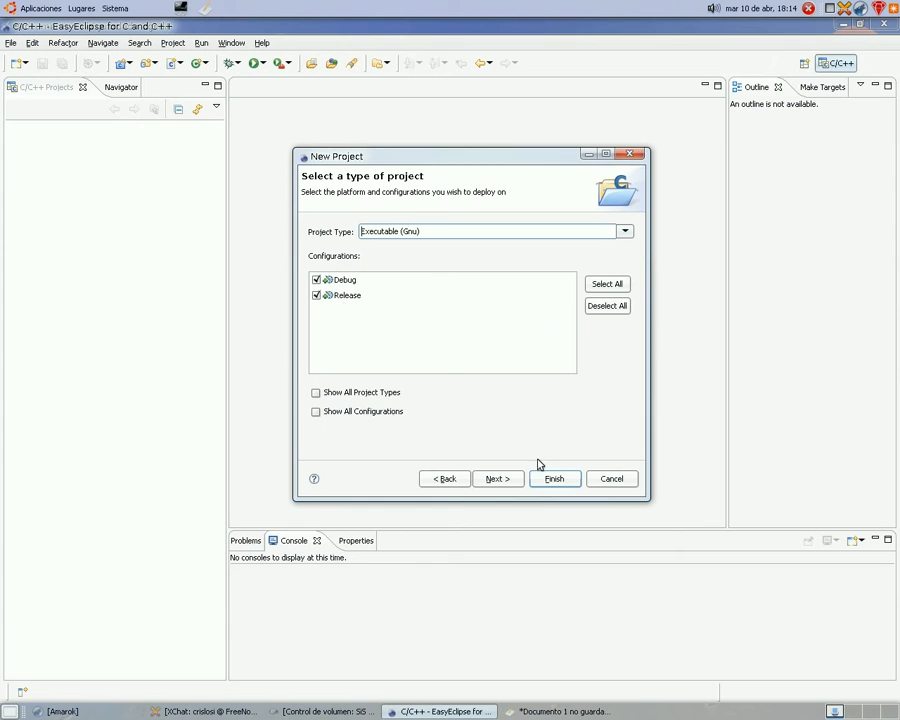 Aplicaciones Lugares Sistema
mar 10 de abr, 18:14
C/C++ - EasyEclipse for C and C++
File Edit Refactor Navigate Search Project Run Window Help
C/C++
C/C++ Projects Navigator
Outline Make Targets
An outline is not available.
New Project
Select a type of project
Select the platform and configurations you wish to deploy on
Project Type: Executable (Gnu)
Configurations:
Debug
Release
Select All
Deselect All
Show All Project Types
Show All Configurations
< Back Next > Finish Cancel
Problems Console Properties
No consoles to display at this time.
[Amarok] [XChat: crislosi @ FreeNo... [Control de volumen: SiS ... C/C++ - EasyEclipse for ... *Documento 1 no guarda...